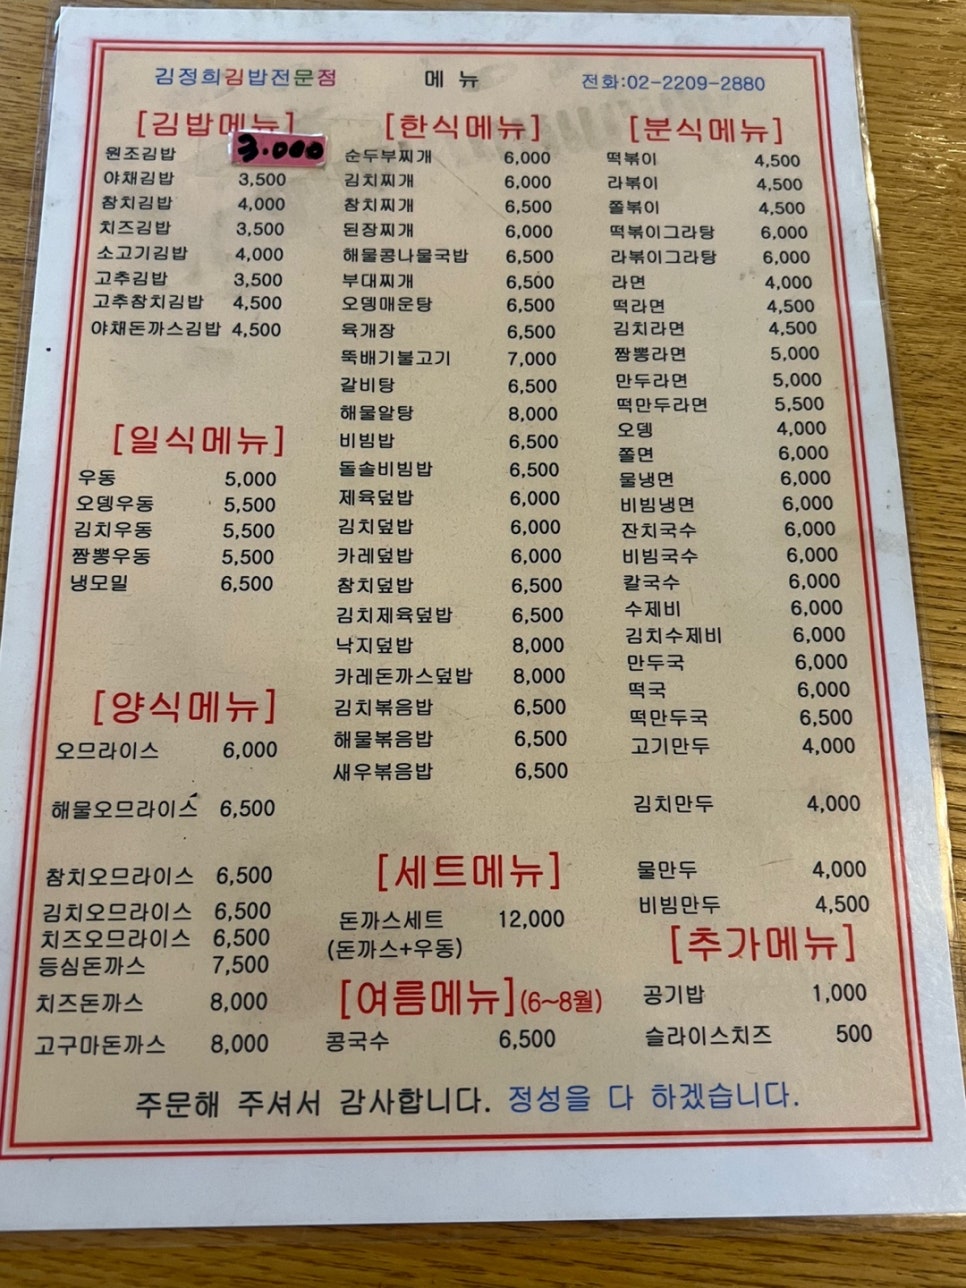 김정희김밥전문점 메 뉴 전화:02-2209-2880
[김밥메뉴]
원조김밥 3.000
야채김밥 3,500
참치김밥 4,000
치즈김밥 3,500
소고기김밥 4,000
고추김밥 3,500
고추참치김밥 4,500
야채돈까스김밥 4,500
[일식메뉴]
우동 5,000
오뎅우동 5,500
김치우동 5,500
짬뽕우동 5,500
냉모밀 6,500
[양식메뉴]
오므라이스 6,000
해물오므라이스 6,500
참치오므라이스 6,500
김치오므라이스 6,500
치즈오므라이스 6,500
등심돈까스 7,500
치즈돈까스 8,000
고구마돈까스 8,000
[한식메뉴]
순두부찌개 6,000
김치찌개 6,000
참치찌개 6,500
된장찌개 6,000
해물콩나물국밥 6,500
부대찌개 6,500
오뎅매운탕 6,500
육개장 6,500
뚝배기불고기 7,000
갈비탕 6,500
해물알탕 8,000
비빔밥 6,500
돌솥비빔밥 6,500
제육덮밥 6,000
김치덮밥 6,000
카레덮밥 6,000
참치덮밥 6,500
김치제육덮밥 6,500
낙지덮밥 8,000
카레돈까스덮밥 8,000
김치볶음밥 6,500
해물볶음밥 6,500
새우볶음밥 6,500
[세트메뉴]
돈까스세트 12,000
(돈까스+우동)
[여름메뉴](6~8월)
콩국수 6,500
[분식메뉴]
떡볶이 4,500
라볶이 4,500
쫄볶이 4,500
떡볶이그라탕 6,000
라볶이그라탕 6,000
라면 4,000
떡라면 4,500
김치라면 4,500
짬뽕라면 5,000
만두라면 5,000
떡만두라면 5,500
오뎅 4,000
쫄면 6,000
물냉면 6,000
비빔냉면 6,000
잔치국수 6,000
비빔국수 6,000
칼국수 6,000
수제비 6,000
김치수제비 6,000
만두국 6,000
떡국 6,000
떡만두국 6,500
고기만두 4,000
김치만두 4,000
물만두 4,000
비빔만두 4,500
[추가메뉴]
공기밥 1,000
슬라이스치즈 500
주문해 주셔서 감사합니다. 정성을 다 하겠습니다.